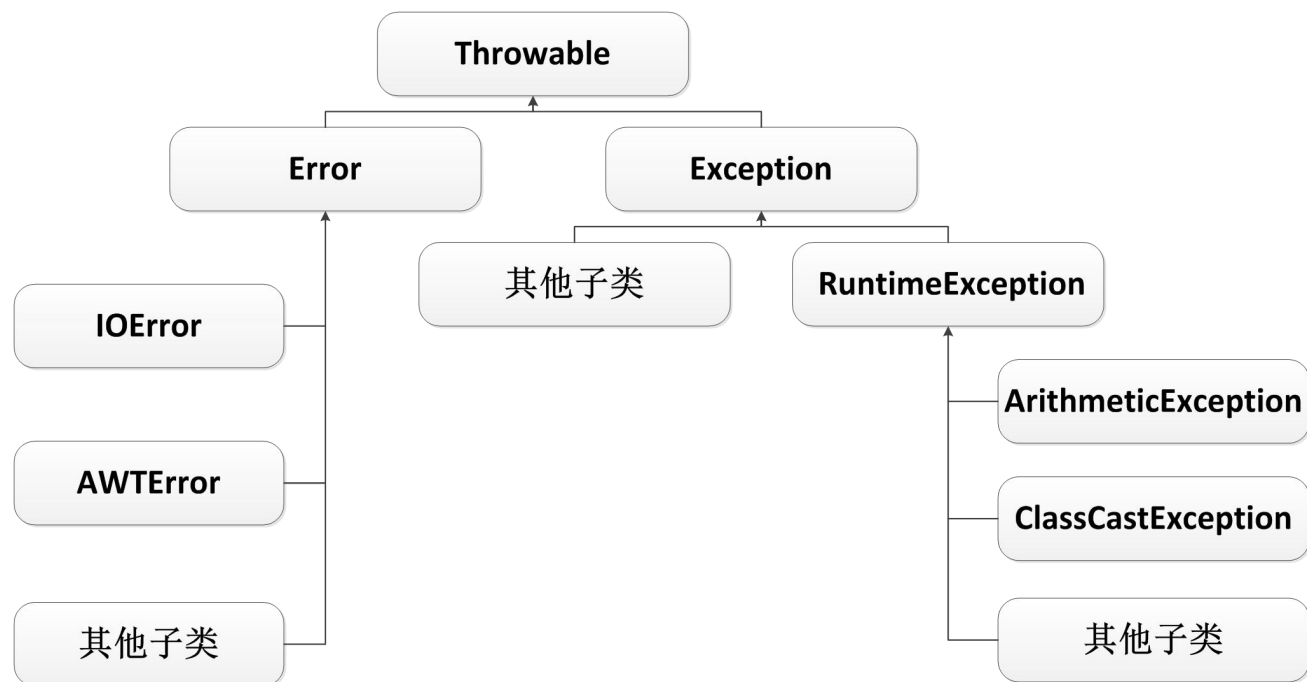 Throwable
Error
Exception
其他子类
RuntimeException
IOError
ArithmeticException
AWTError
ClassCastException
其他子类
其他子类